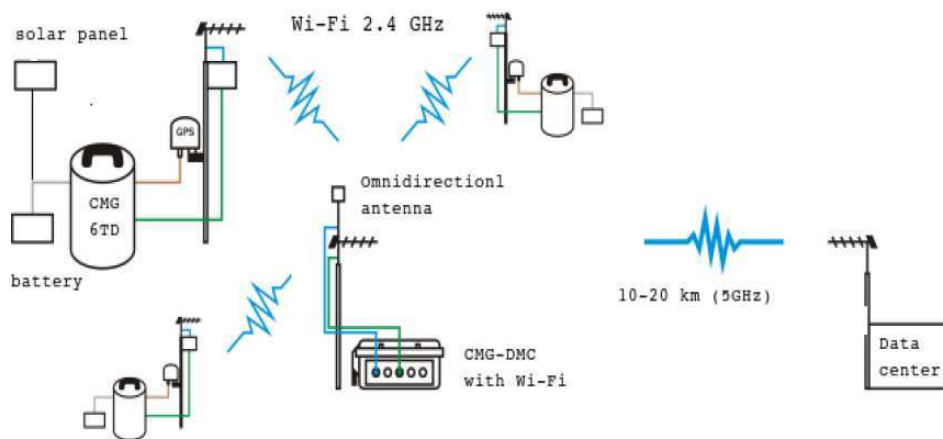 solar panel
Wi-Fi 2.4 GHz
GPS
CMG
6TD
battery
Omnidirectionl
antenna
10-20 km (5GHz)
CMG-DMC
with Wi-Fi
Data
center